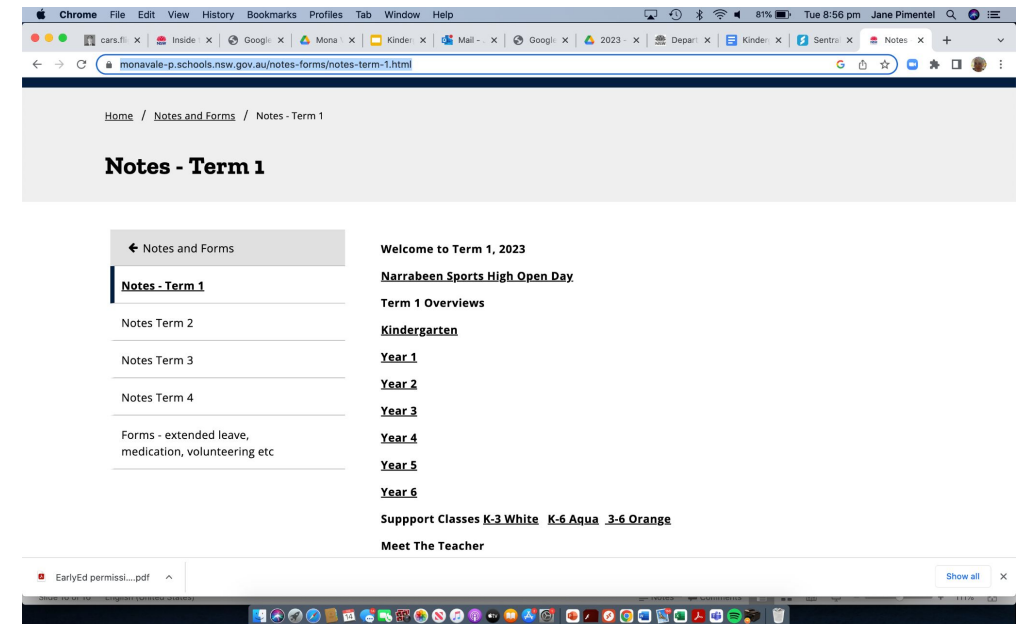 Chrome File Edit View History Bookmarks Profiles Tab Window Help 81% Tue 8:56 pm Jane Pimentel
cars.fli Inside Google Mona Kinder Mail - Google 2023 - Depart Kinder Sentral Notes
monavale-p.schools.nsw.gov.au/notes-forms/notes-term-1.html
Home / Notes and Forms / Notes - Term 1
Notes - Term 1
Notes and Forms
Notes - Term 1
Notes Term 2
Notes Term 3
Notes Term 4
Forms - extended leave,
medication, volunteering etc
Welcome to Term 1, 2023
Narrabeen Sports High Open Day
Term 1 Overviews
Kindergarten
Year 1
Year 2
Year 3
Year 4
Year 5
Year 6
Suppport Classes K-3 White K-6 Aqua 3-6 Orange
Meet The Teacher
EarlyEd permissi....pdf Show all